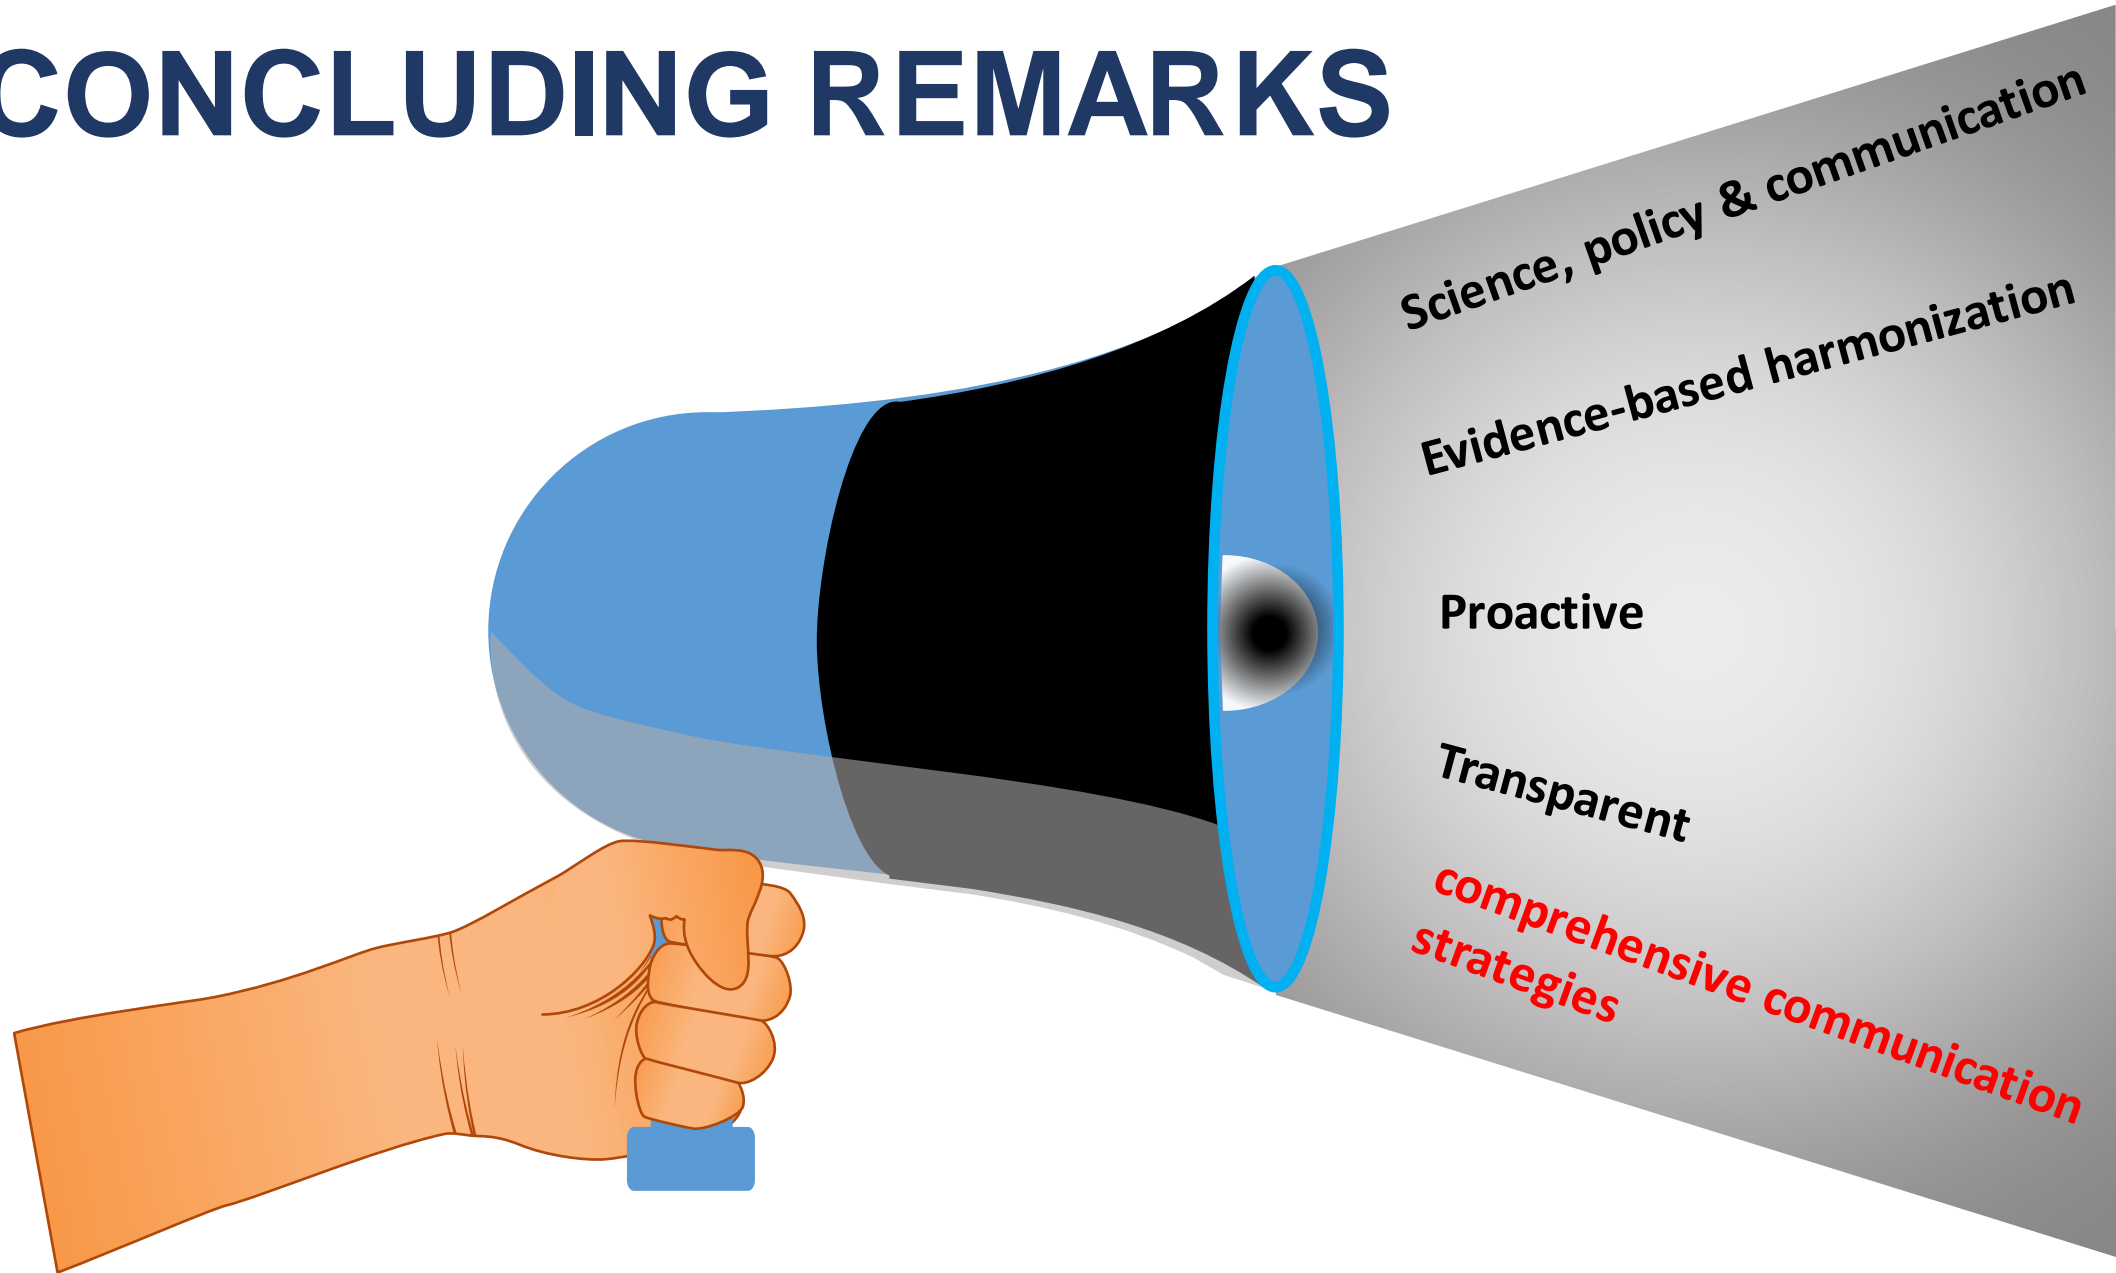 CONCLUDING REMARKS
Science, policy & communication
Evidence-based harmonization
Proactive
Transparent
comprehensive communication
strategies